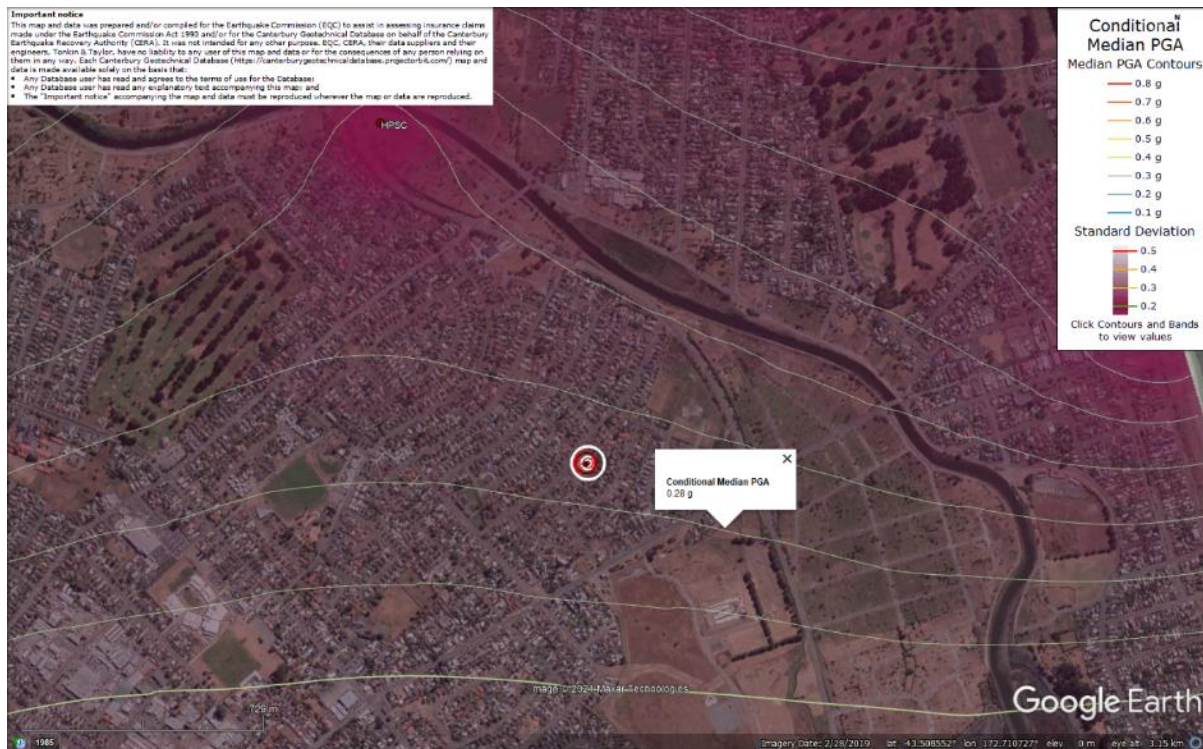 Important notice
This map and data was prepared and/or compiled for the Earthquake Commission (EQC) to assist in assessing insurance claims
made under the Earthquake Commission Act 1993 and/or for the Canterbury Geotechnical Database on behalf of the Canterbury
Earthquake Recovery Authority (CERA). It was not intended for any other purpose. EQC, CERA, their data suppliers and their
engineers, Tonkin & Taylor, have no liability to any user of this map and data or for the consequences of any person relying on
them in any way. Each Canterbury Geotechnical Database (https://canterburygeotechnicaldatabase.projectorbit.com/) map and
data is made available solely on the basis that:
• Any Database user has read and agrees to the terms of use for the Database;
• Any Database user has read any explanatory text accompanying this map; and
• The "Important notice" accompanying the map and data must be reproduced wherever the map or data are reproduced.
HPSC
Conditional
N
Median PGA
Median PGA Contours
0.8 g
0.7 g
0.6 g
0.5 g
0.4 g
0.3 g
0.2 g
0.1 g
Standard Deviation
0.5
0.4
0.3
0.2
Click Contours and Bands
to view values
Conditional Median PGA
0.28 g
Image © 2024 Maxar Technologies
729 m
Google Earth
1985
Imagery Date: 2/28/2019 lat -43.508552° lon 172.710727° elev 0 m eye alt 3.15 km